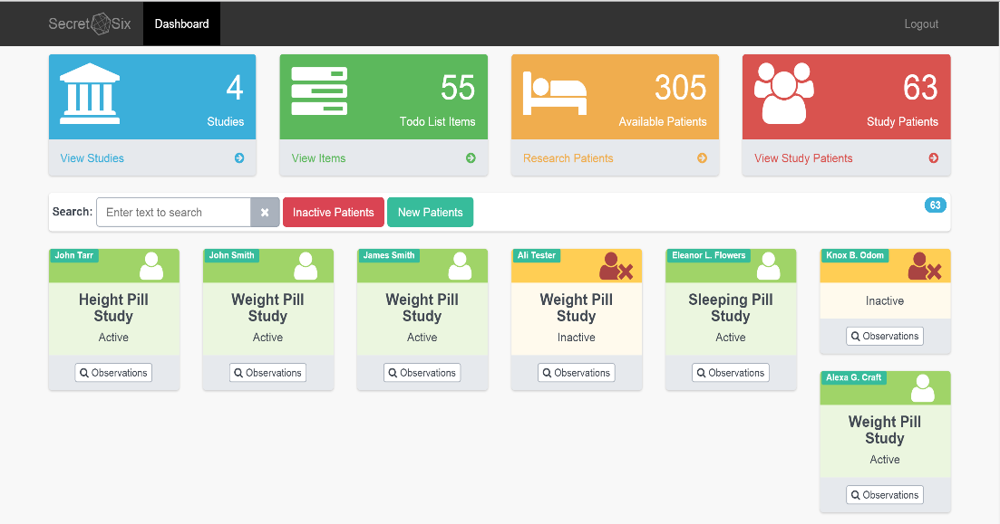 Secret Six Dashboard Logout
4
Studies
View Studies
55
Todo List Items
View Items
305
Available Patients
Research Patients
63
Study Patients
View Study Patients
Search: Enter text to search Inactive Patients New Patients 63
John Tarr
Height Pill
Study
Active
Observations
John Smith
Weight Pill
Study
Active
Observations
James Smith
Weight Pill
Study
Active
Observations
Ali Tester
Weight Pill
Study
Inactive
Observations
Eleanor L. Flowers
Sleeping Pill
Study
Active
Observations
Knox B. Odom
Inactive
Observations
Alexa G. Craft
Weight Pill
Study
Active
Observations